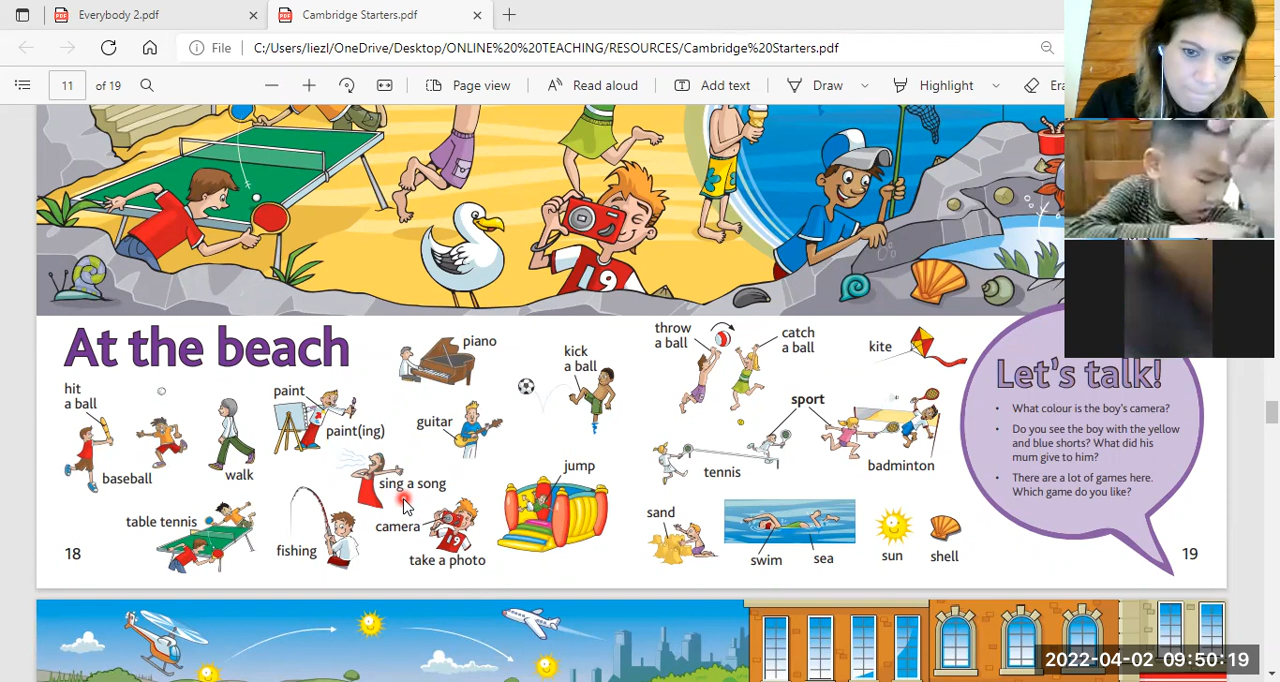 Everybody 2.pdf
Cambridge Starters.pdf
File
C:/Users/liezl/OneDrive/Desktop/ONLINE%20%20TEACHING/RESOURCES/Cambridge%20Starters.pdf
11
of 19
Page view
Read aloud
Add text
Draw
Highlight
19
At the beach
hit
a ball
baseball
walk
paint
paint(ing)
piano
guitar
kick
a ball
sing a song
camera
take a photo
table tennis
fishing
jump
throw
a ball
catch
a ball
kite
sport
tennis
badminton
sand
swim
sea
sun
shell
Let's talk!
• What colour is the boy's camera?
• Do you see the boy with the yellow
and blue shorts? What did his
mum give to him?
• There are a lot of games here.
Which game do you like?
18
19
19
2022-04-02 09:50:19